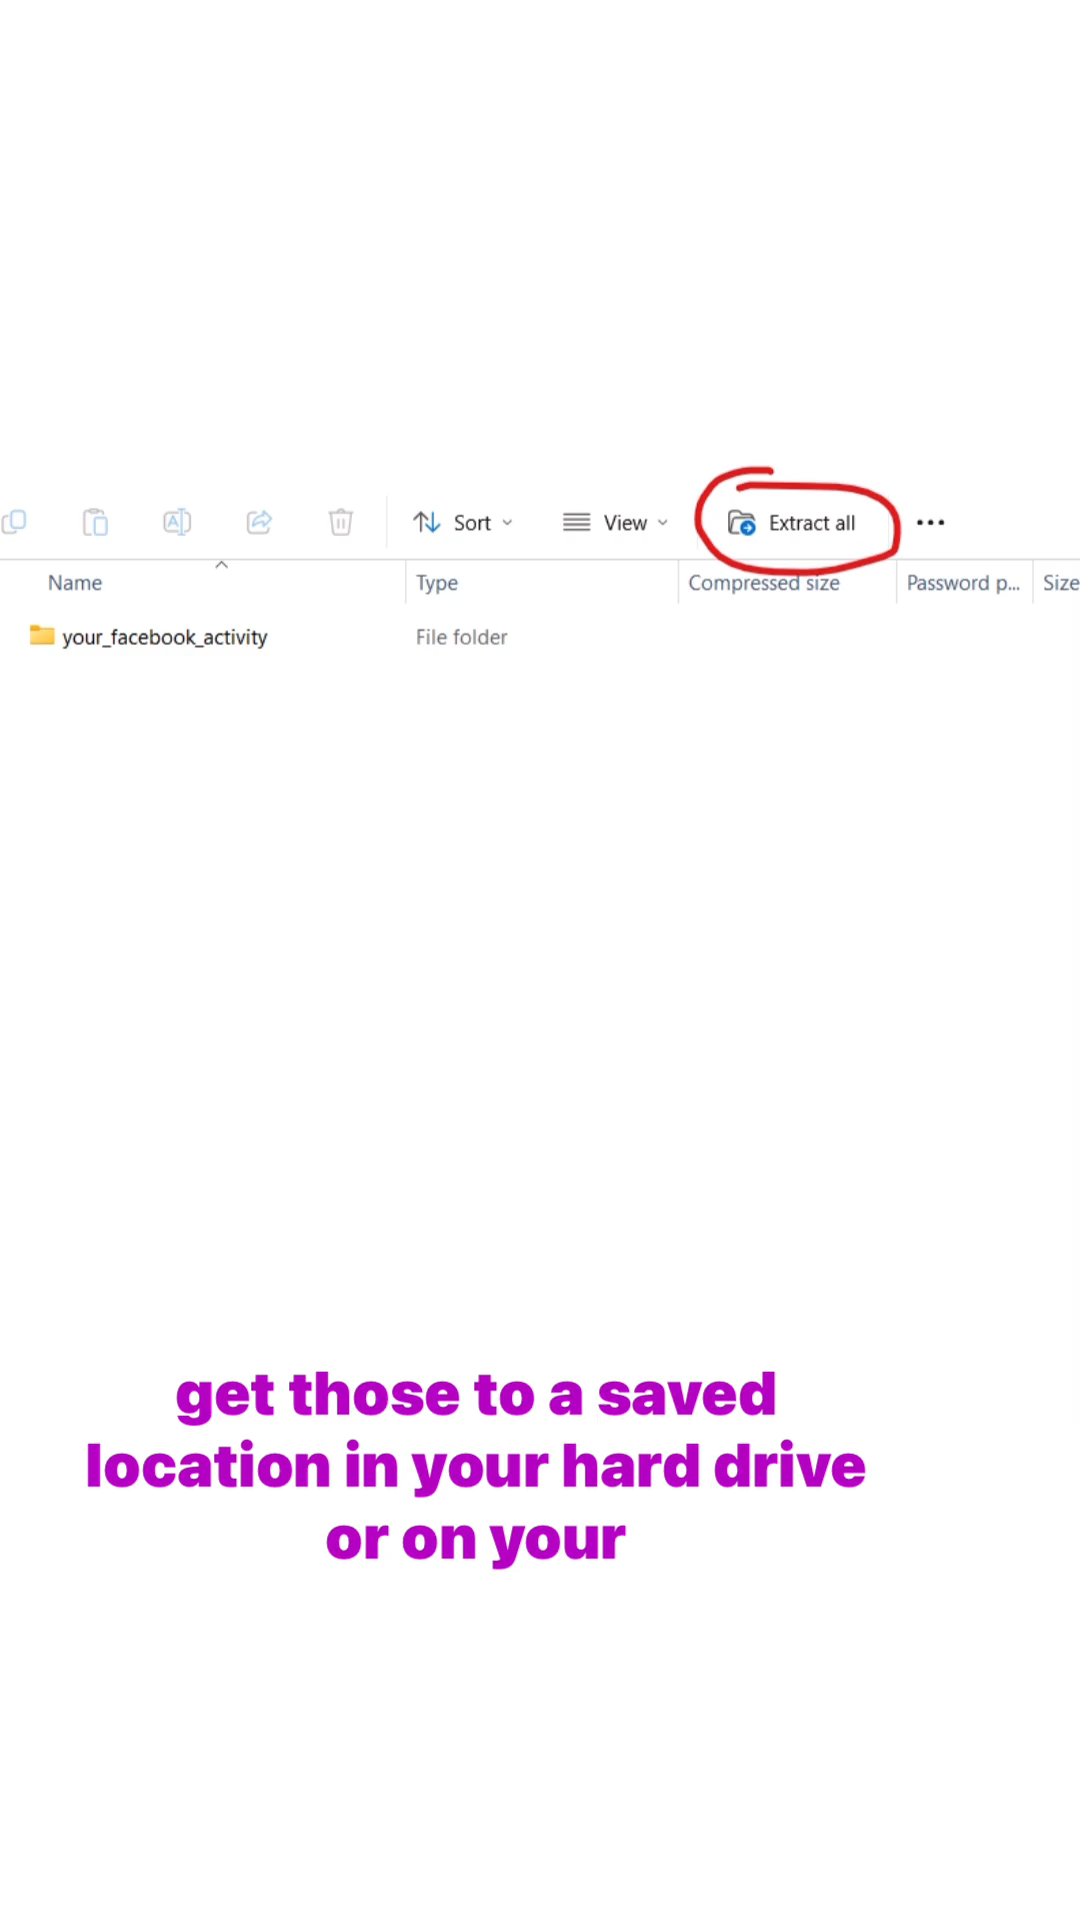 Sort View Extract all
Name Type Compressed size Password p... Size
your_facebook_activity File folder
get those to a saved
location in your hard drive
or on your